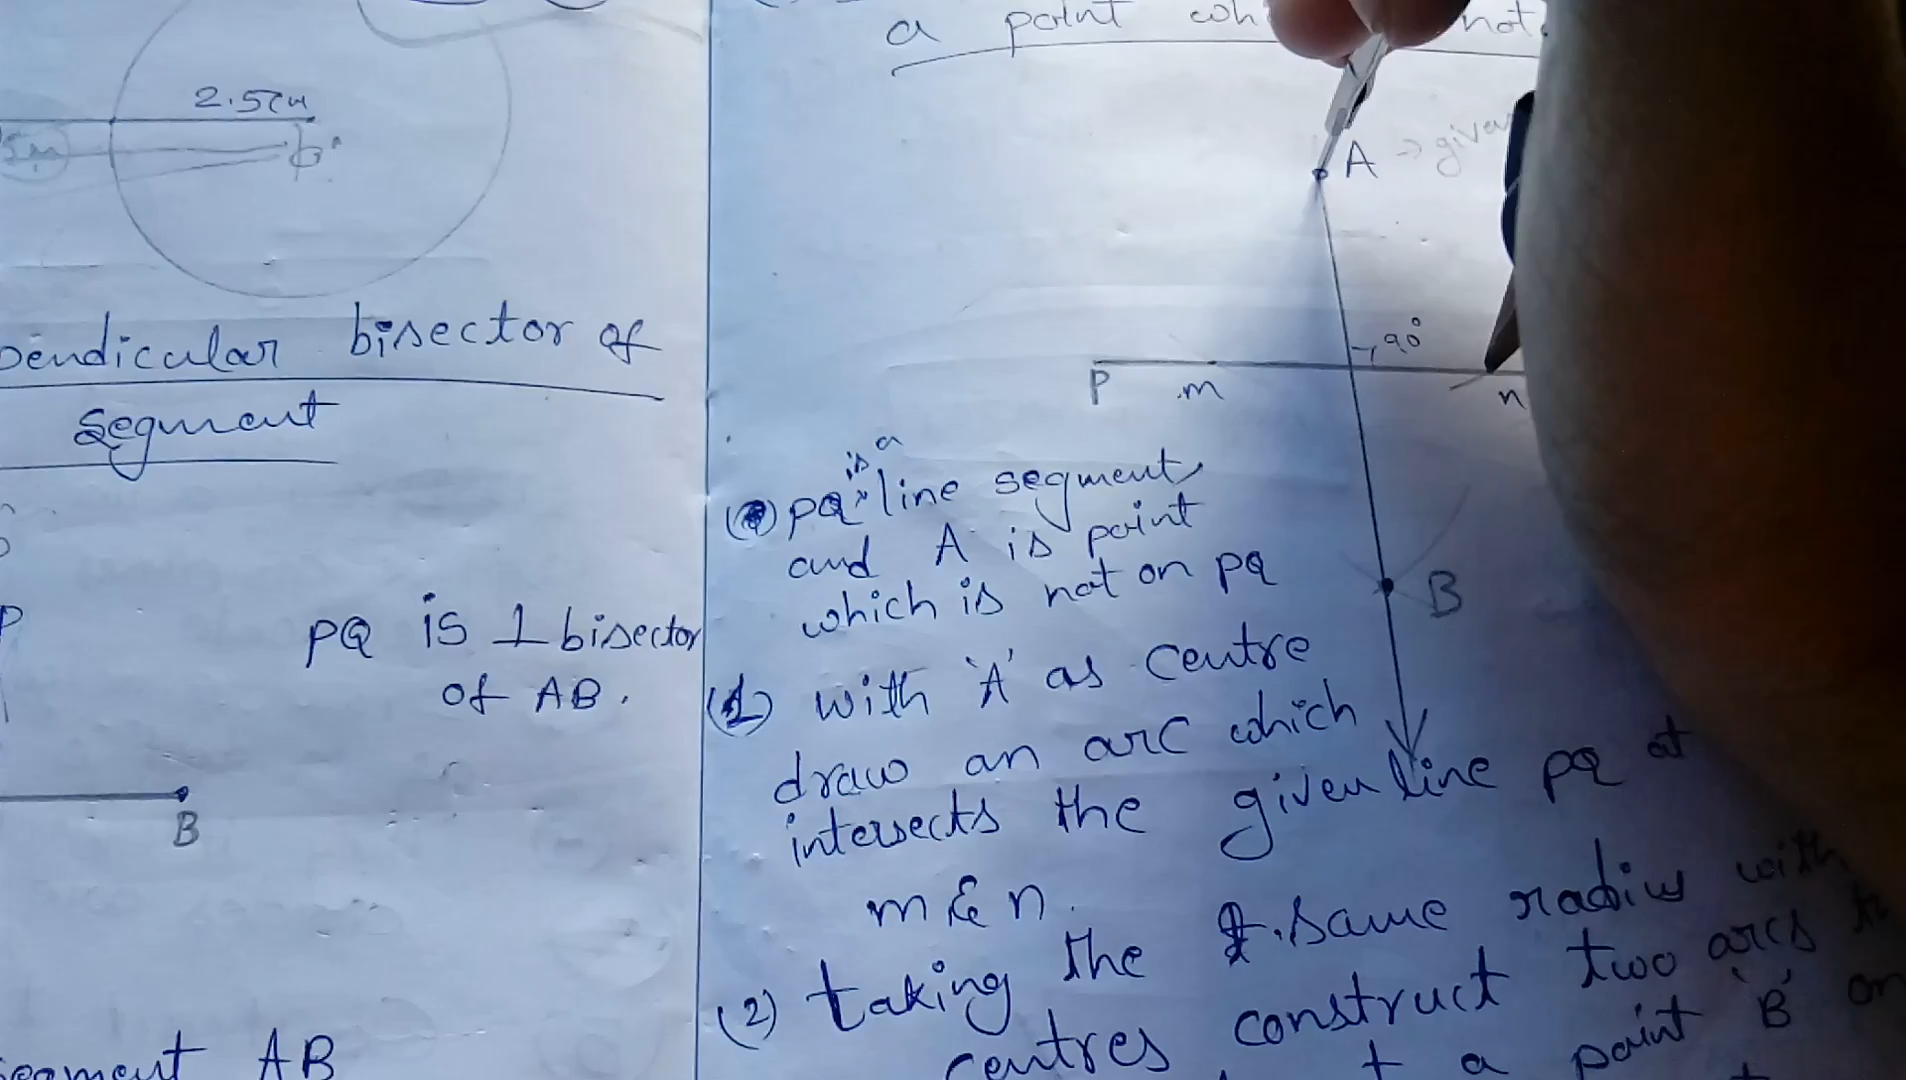 2.5cm
pendicular bisector of
segment
P
PQ is ⊥ bisector
of AB.
B
segment AB
a point not
A → given
90°
P m n
is a
PQ line segment
and A is point
which is not on PQ
B
(1) with 'A' as centre
draw an arc which
intersects the given line PQ at
m & n.
(2) taking the same radius with
centres construct two arcs
a point 'B' on